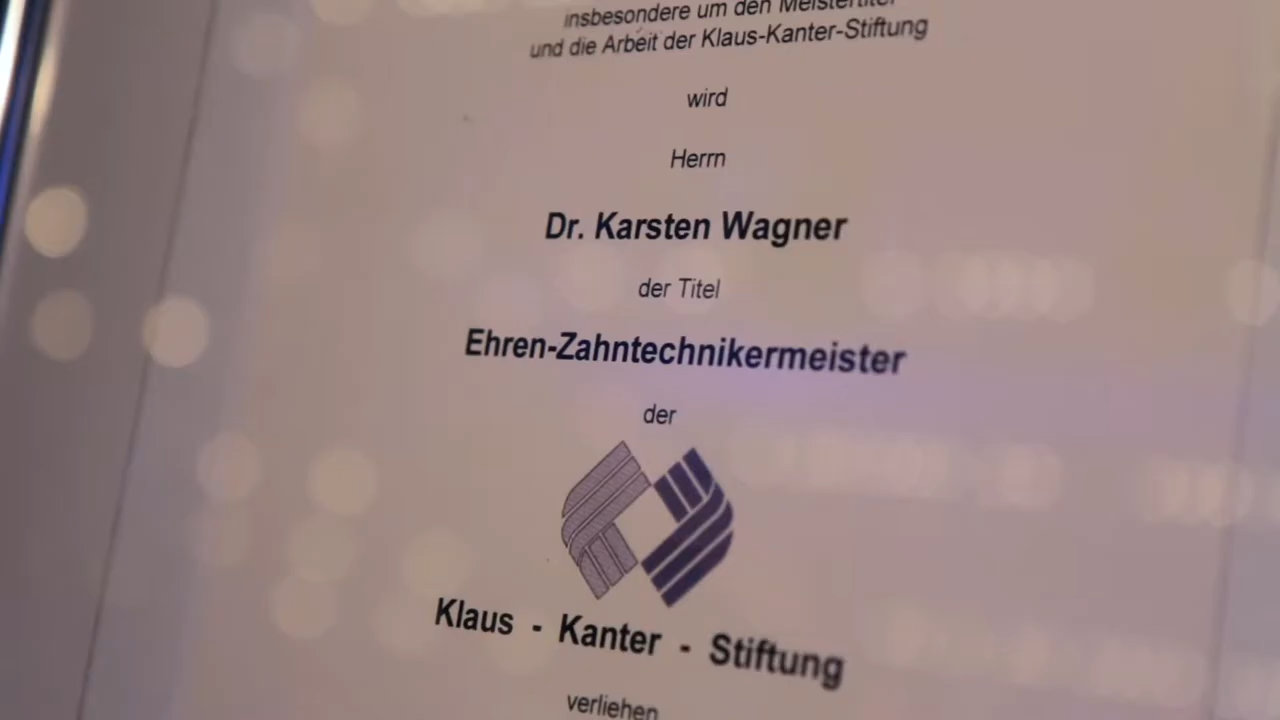 insbesondere um den Meistertitel
und die Arbeit der Klaus-Kanter-Stiftung
wird
Herrn
Dr. Karsten Wagner
der Titel
Ehren-Zahntechnikermeister
der
Klaus - Kanter - Stiftung
verliehen